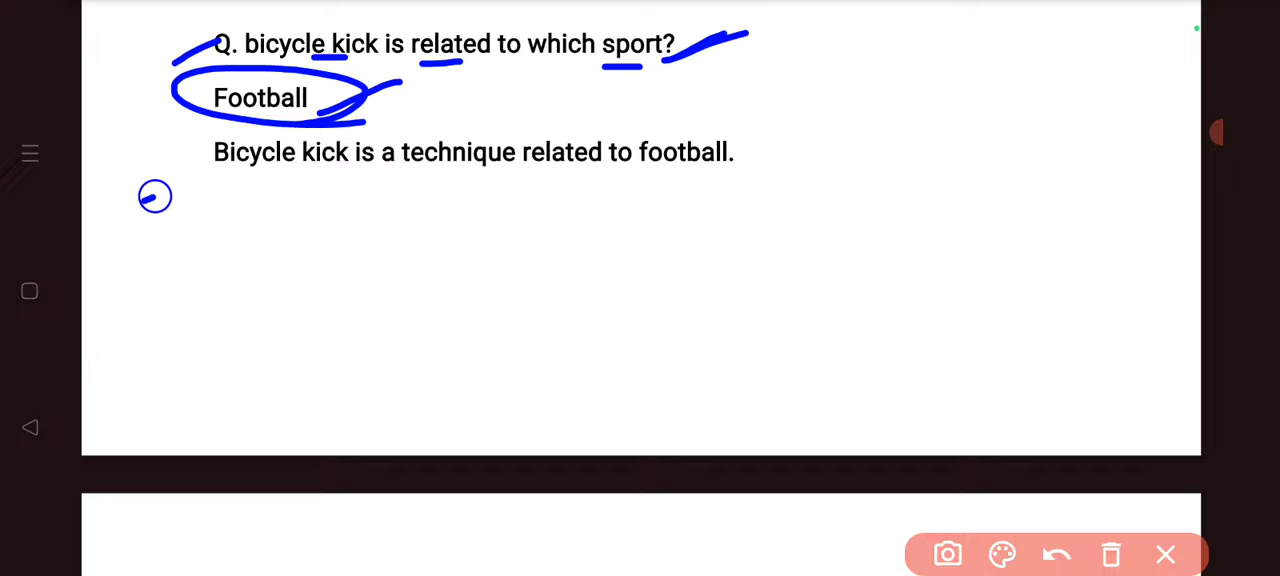 Q. bicycle kick is related to which sport?
Football
Bicycle kick is a technique related to football.